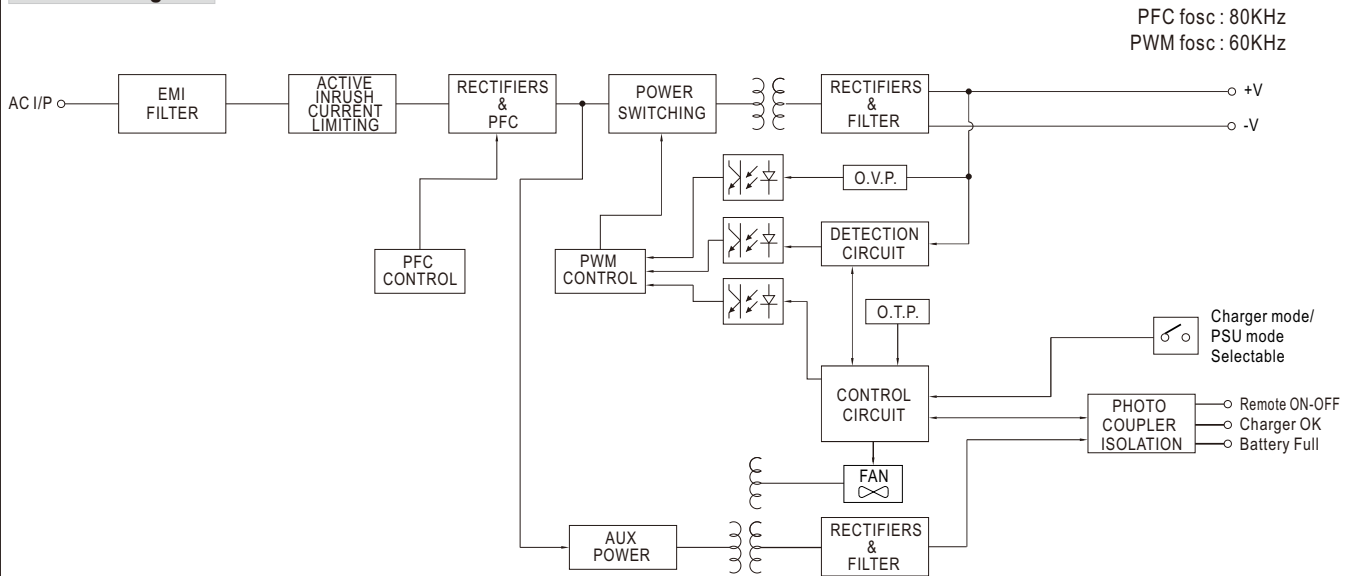 PFC fosc : 80KHz
PWM fosc : 60KHz
AC I/P
EMI
FILTER
ACTIVE
INRUSH
CURRENT
LIMITING
RECTIFIERS
&
PFC
POWER
SWITCHING
RECTIFIERS
&
FILTER
+V
-V
O.V.P.
PFC
CONTROL
PWM
CONTROL
DETECTION
CIRCUIT
O.T.P.
Charger mode/
PSU mode
Selectable
CONTROL
CIRCUIT
PHOTO
COUPLER
ISOLATION
Remote ON-OFF
Charger OK
Battery Full
FAN
AUX
POWER
RECTIFIERS
&
FILTER